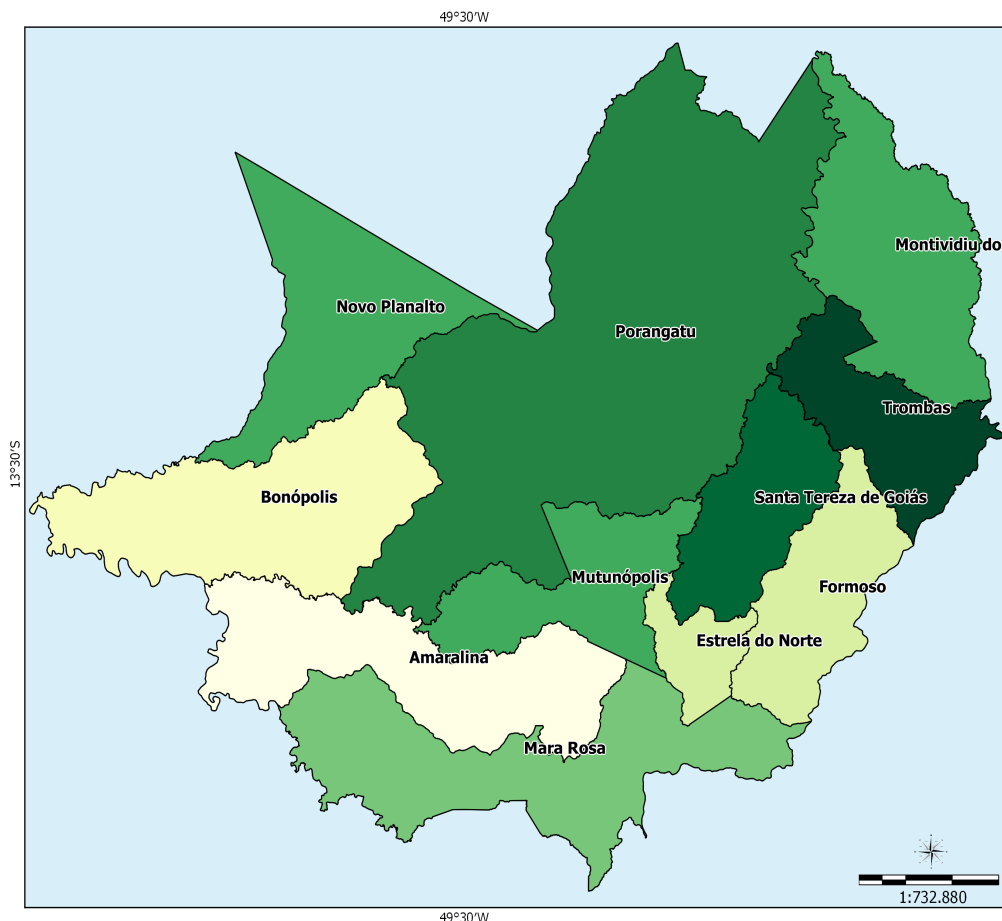 49°30'W
Montividiu do
Novo Planalto
Porangatu
Trombas
13°30'S
Bonópolis
Santa Tereza de Goiás
Mutunópolis
Formoso
Estrela do Norte
Amaralina
Mara Rosa
1:732.880
49°30'W